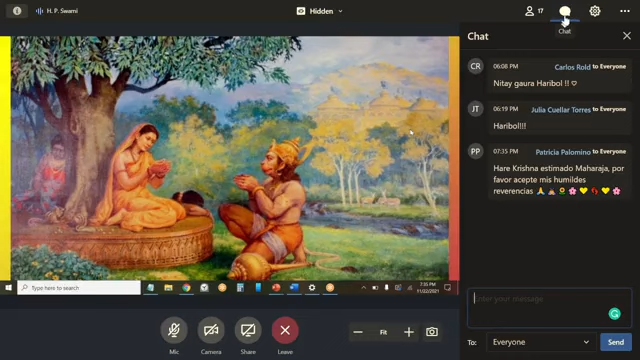 H. P. Swami
Hidden
17
Chat
Chat
CR
06:08 PM
Carlos Rold to Everyone
Nitay gaura Haribol !! ♡
JT
06:19 PM
Julia Cuellar Torres to Everyone
Haribol!!!
PP
07:35 PM
Patricia Palomino to Everyone
Hare Krishna estimado Maharaja, por
favor acepte mis humildes
reverencias 🙏
Enter your message
Type here to search
7:35 PM
11/22/2021
Mic
Camera
Share
Leave
Fit
To:
Everyone
Send